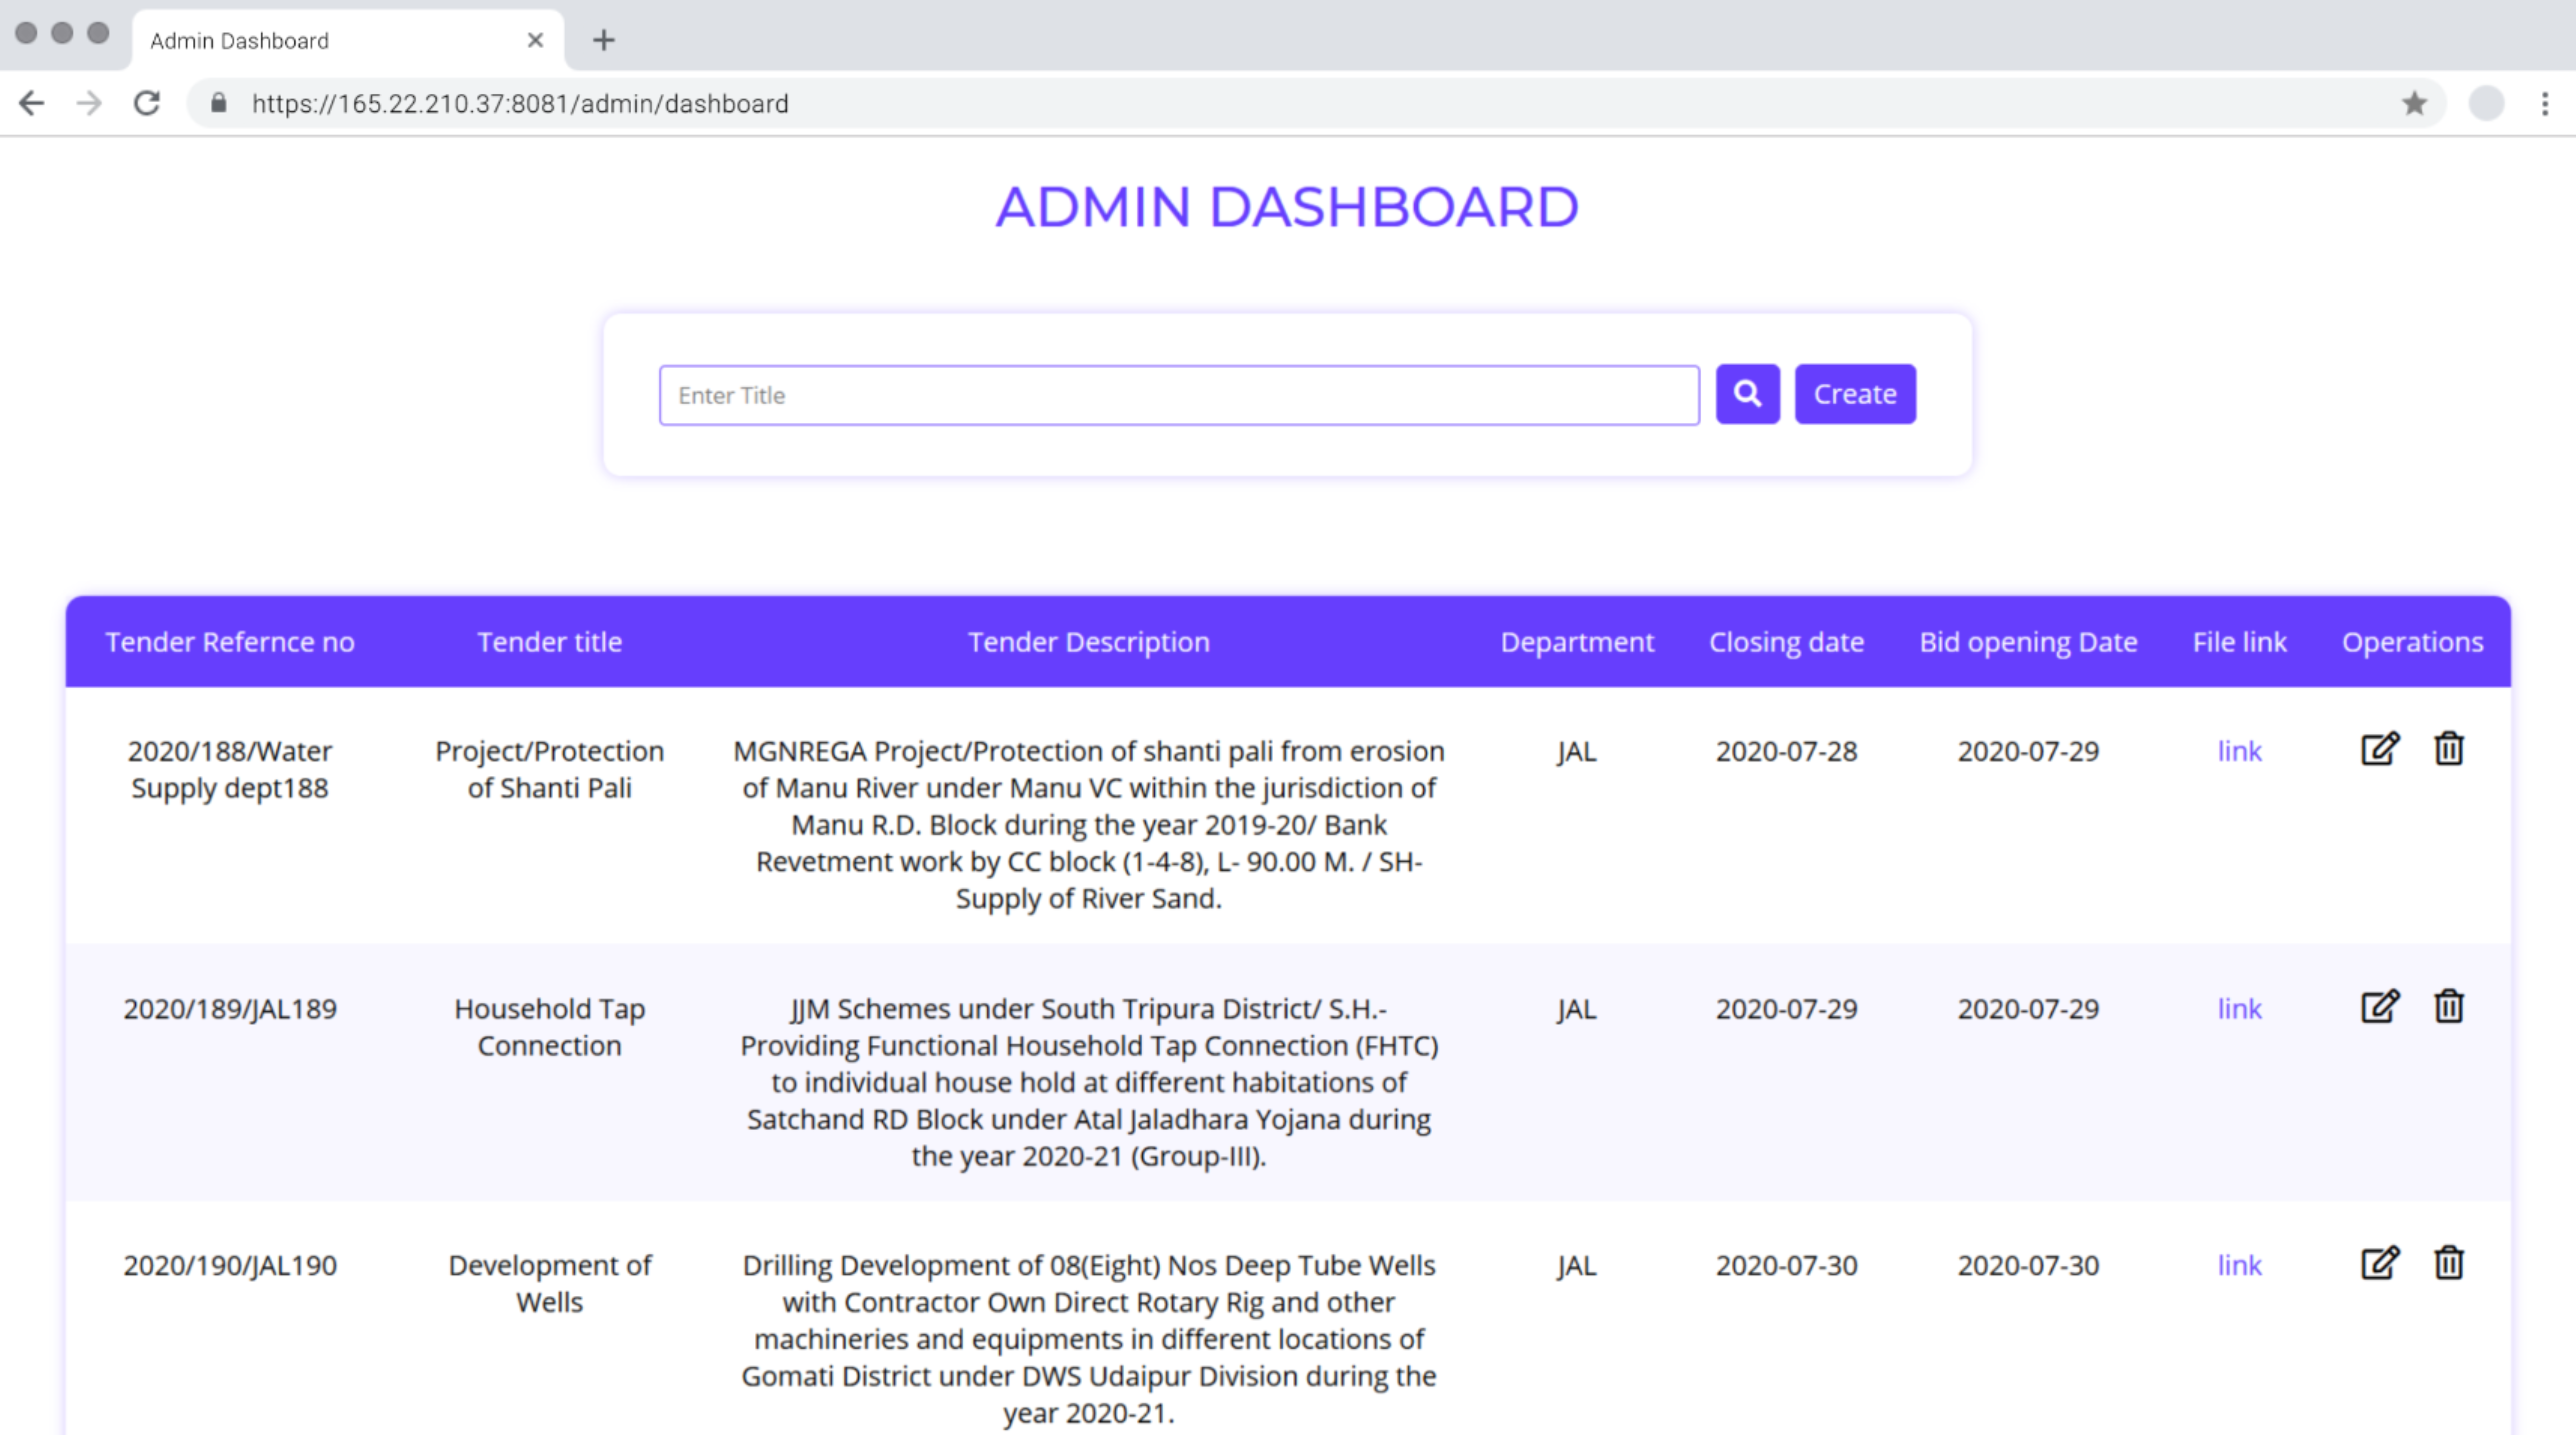 Admin Dashboard
https://165.22.210.37:8081/admin/dashboard
ADMIN DASHBOARD
Enter Title
Create
Tender Refernce no
Tender title
Tender Description
Department
Closing date
Bid opening Date
File link
Operations
2020/188/Water
Supply dept188
Project/Protection
of Shanti Pali
MGNREGA Project/Protection of shanti pali from erosion
of Manu River under Manu VC within the jurisdiction of
Manu R.D. Block during the year 2019-20/ Bank
Revetment work by CC block (1-4-8), L- 90.00 M. / SH-
Supply of River Sand.
JAL
2020-07-28
2020-07-29
link
2020/189/JAL189
Household Tap
Connection
JJM Schemes under South Tripura District/ S.H.-
Providing Functional Household Tap Connection (FHTC)
to individual house hold at different habitations of
Satchand RD Block under Atal Jaladhara Yojana during
the year 2020-21 (Group-III).
JAL
2020-07-29
2020-07-29
link
2020/190/JAL190
Development of
Wells
Drilling Development of 08(Eight) Nos Deep Tube Wells
with Contractor Own Direct Rotary Rig and other
machineries and equipments in different locations of
Gomati District under DWS Udaipur Division during the
year 2020-21.
JAL
2020-07-30
2020-07-30
link